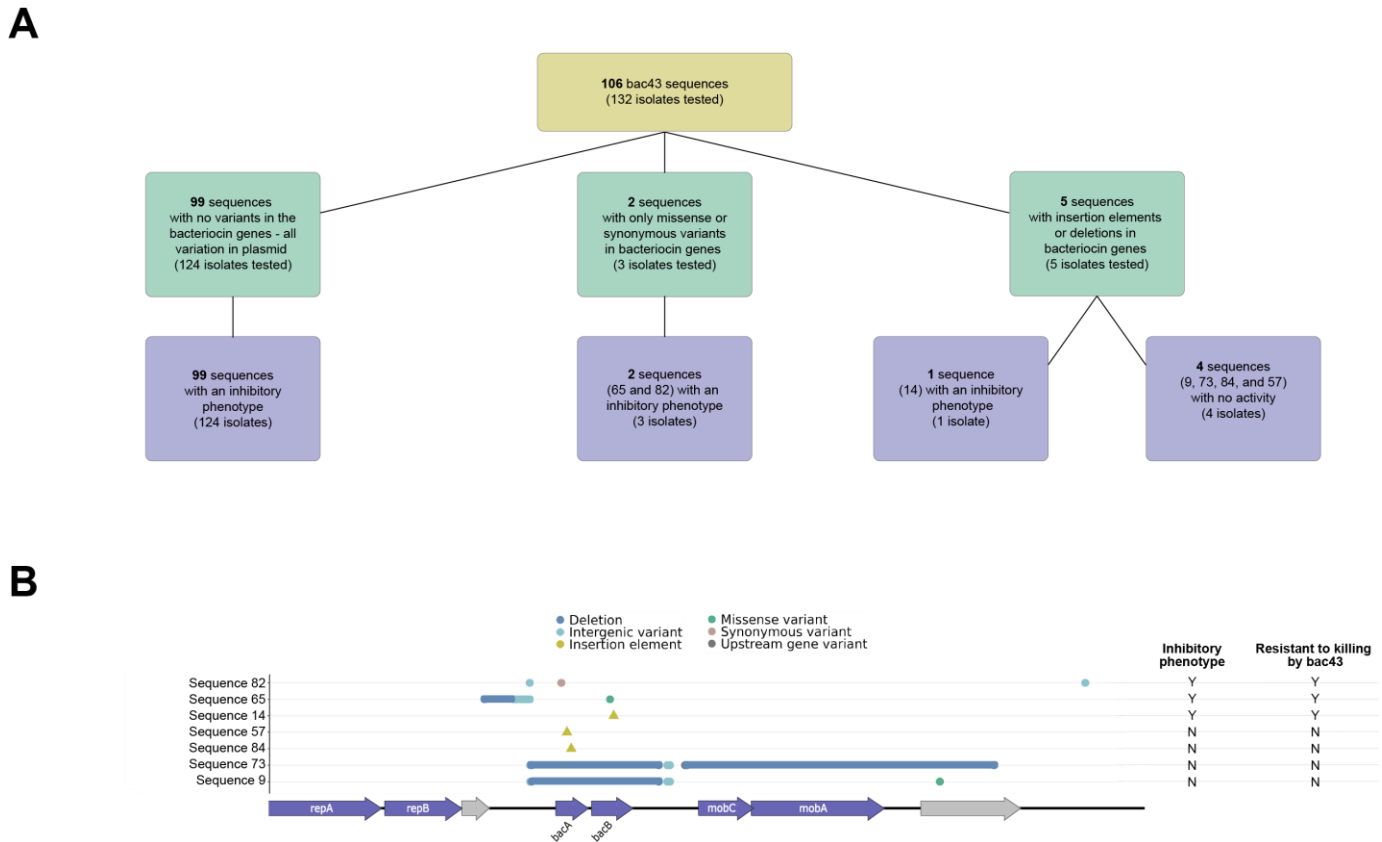 A
106 bac43 sequences
(132 isolates tested)
99 sequences
with no variants in the
bacteriocin genes - all
variation in plasmid
(124 isolates tested)
2 sequences
with only missense or
synonymous variants
in bacteriocin genes
(3 isolates tested)
5 sequences
with insertion elements
or deletions in
bacteriocin genes
(5 isolates tested)
99 sequences
with an inhibitory
phenotype
(124 isolates)
2 sequences
(65 and 82) with an
inhibitory phenotype
(3 isolates)
1 sequence
(14) with an inhibitory
phenotype
(1 isolate)
4 sequences
(9, 73, 84, and 57)
with no activity
(4 isolates)
B
Deletion
Intergenic variant
Insertion element
Missense variant
Synonymous variant
Upstream gene variant
Inhibitory
phenotype
Resistant to killing
by bac43
Sequence 82 Y Y
Sequence 65 Y Y
Sequence 14 Y Y
Sequence 57 N N
Sequence 84 N N
Sequence 73 N N
Sequence 9 N N
repA repB bacA bacB mobC mobA